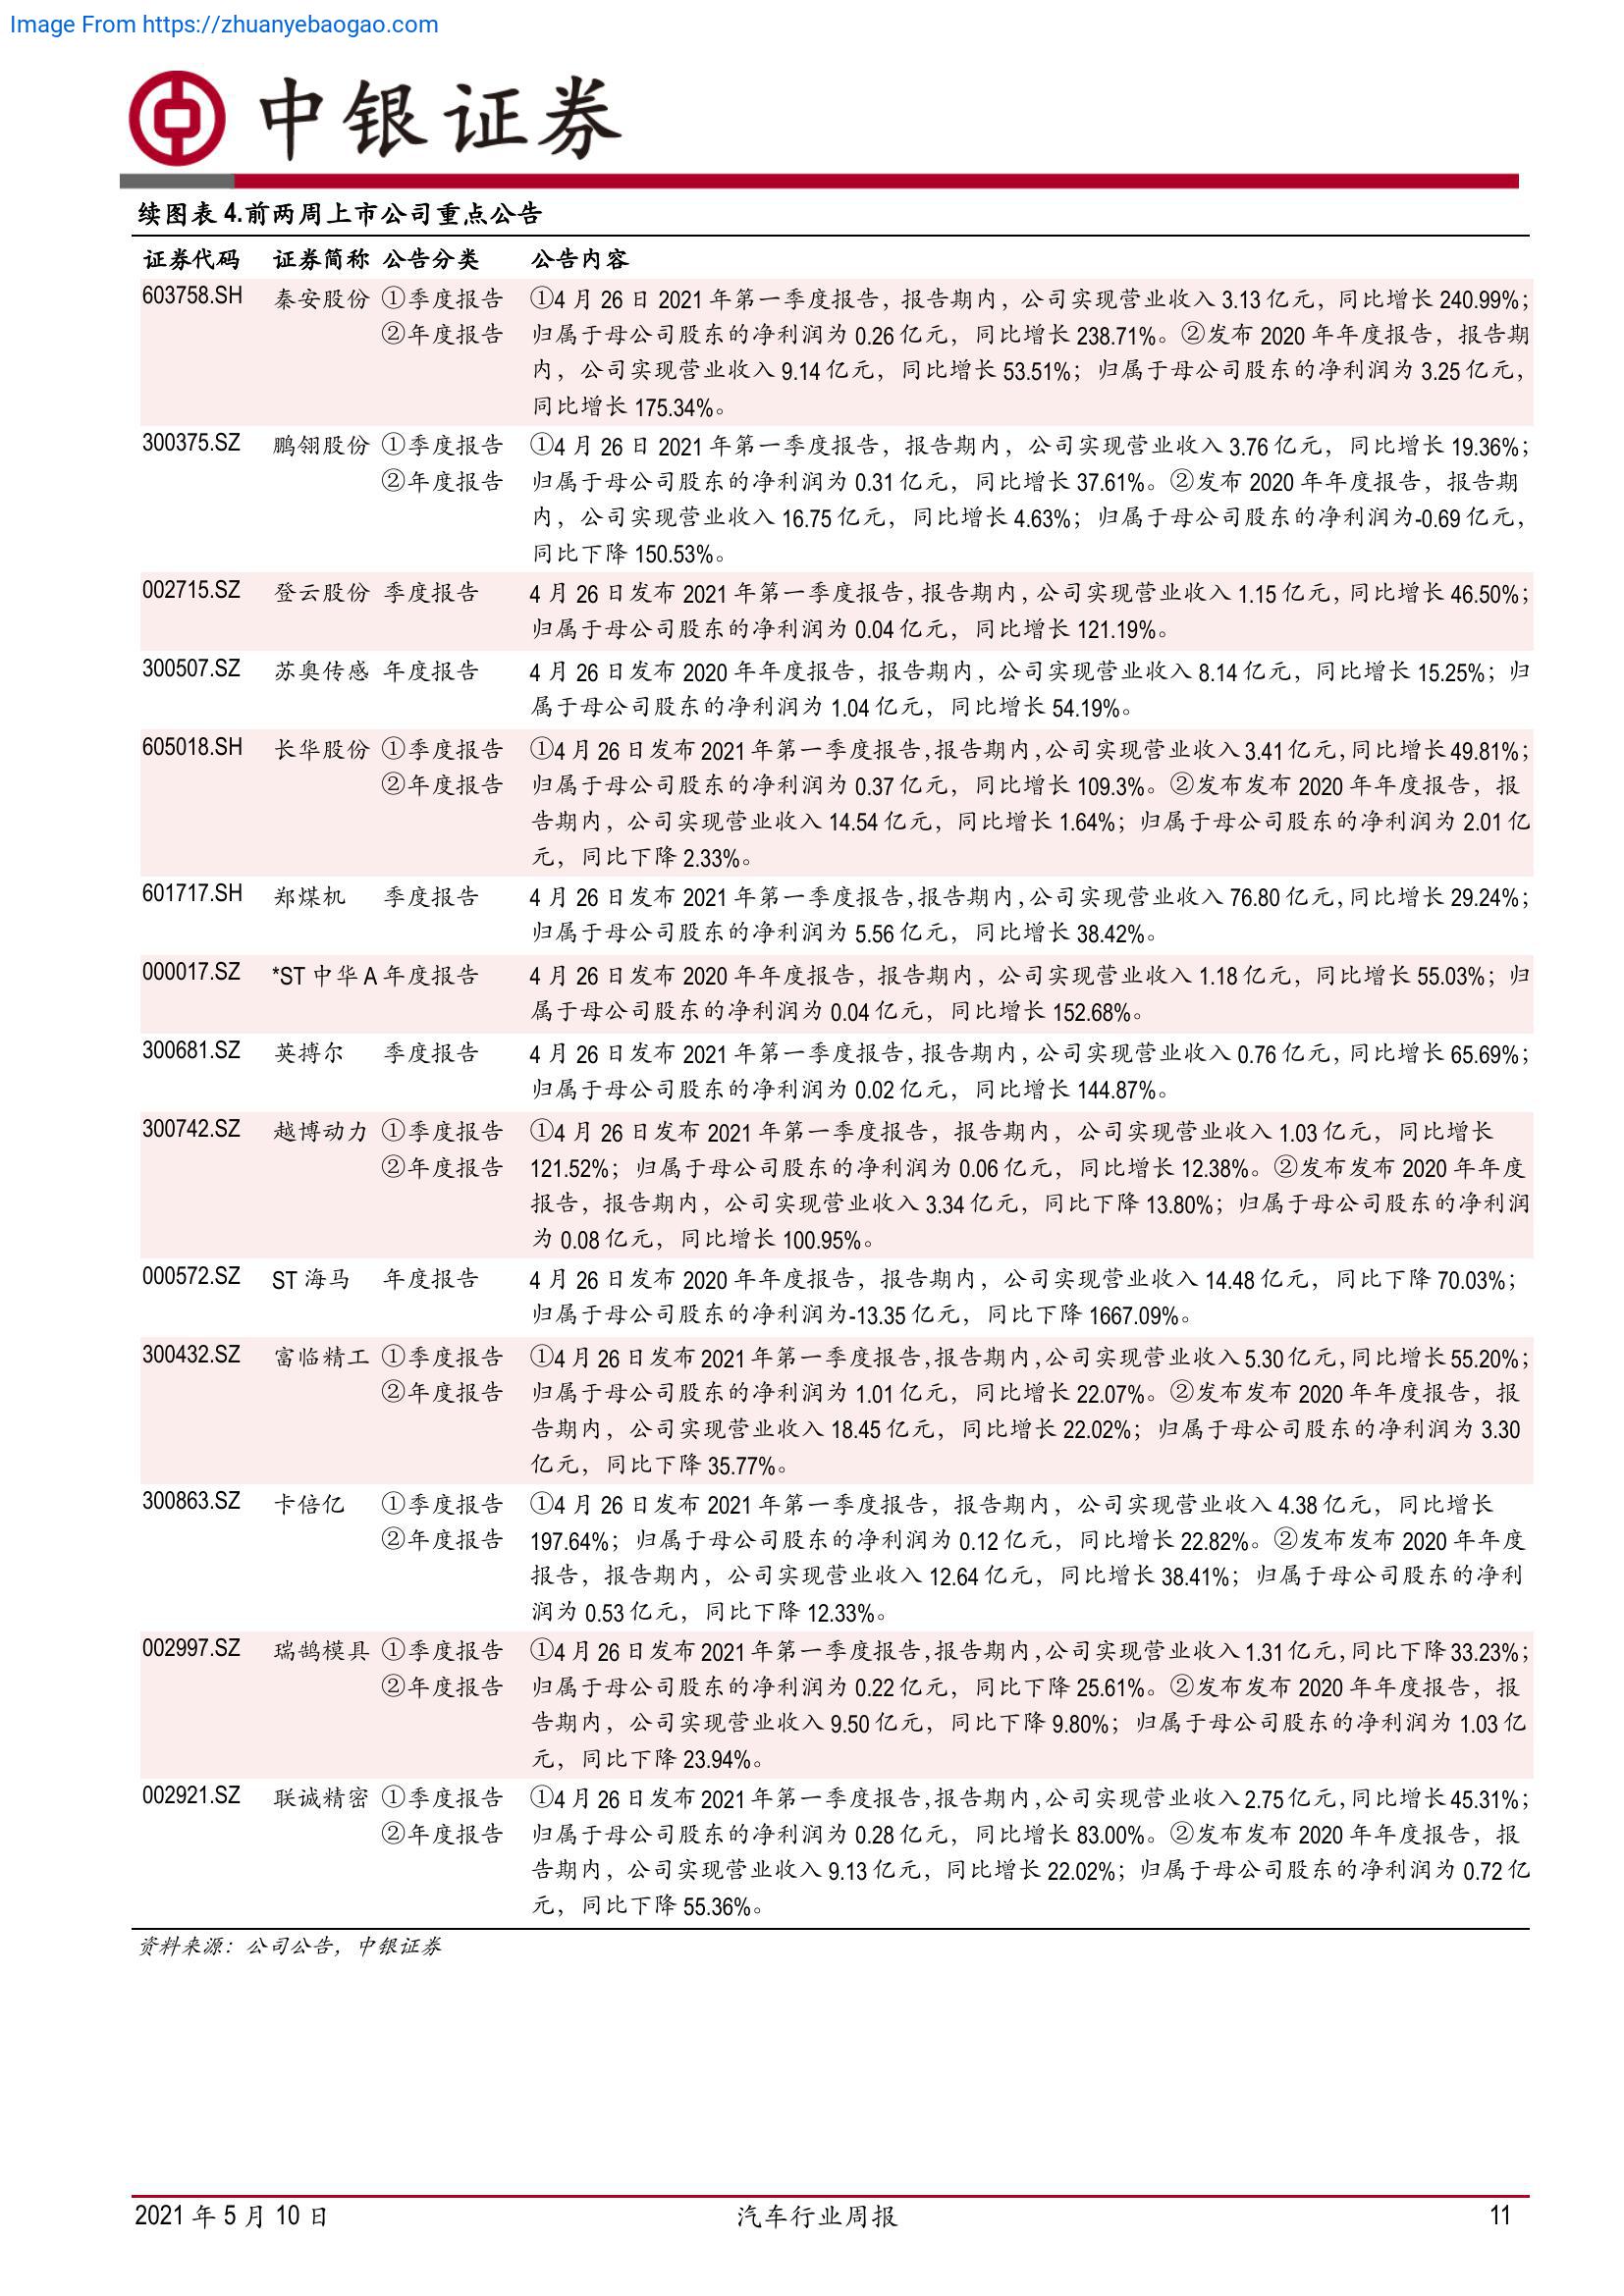 Image From https://zhuanyebaogao.com
中银证券
续图表 4.前两周上市公司重点公告
证券代码 证券简称 公告分类 公告内容
603758.SH 秦安股份 ①季度报告 ①4 月 26 日 2021 年第一季度报告，报告期内，公司实现营业收入 3.13 亿元，同比增长 240.99%；
②年度报告 归属于母公司股东的净利润为 0.26 亿元，同比增长 238.71%。②发布 2020 年年度报告，报告期
内，公司实现营业收入 9.14 亿元，同比增长 53.51%；归属于母公司股东的净利润为 3.25 亿元，
同比增长 175.34%。
300375.SZ 鹏翎股份 ①季度报告 ①4 月 26 日 2021 年第一季度报告，报告期内，公司实现营业收入 3.76 亿元，同比增长 19.36%；
②年度报告 归属于母公司股东的净利润为 0.31 亿元，同比增长 37.61%。②发布 2020 年年度报告，报告期
内，公司实现营业收入 16.75 亿元，同比增长 4.63%；归属于母公司股东的净利润为-0.69 亿元，
同比下降 150.53%。
002715.SZ 登云股份 季度报告 4 月 26 日发布 2021 年第一季度报告，报告期内，公司实现营业收入 1.15 亿元，同比增长 46.50%；
归属于母公司股东的净利润为 0.04 亿元，同比增长 121.19%。
300507.SZ 苏奥传感 年度报告 4 月 26 日发布 2020 年年度报告，报告期内，公司实现营业收入 8.14 亿元，同比增长 15.25%；归
属于母公司股东的净利润为 1.04 亿元，同比增长 54.19%。
605018.SH 长华股份 ①季度报告 ①4 月 26 日发布 2021 年第一季度报告，报告期内，公司实现营业收入 3.41 亿元，同比增长 49.81%；
②年度报告 归属于母公司股东的净利润为 0.37 亿元，同比增长 109.3%。②发布发布 2020 年年度报告，报
告期内，公司实现营业收入 14.54 亿元，同比增长 1.64%；归属于母公司股东的净利润为 2.01 亿
元，同比下降 2.33%。
601717.SH 郑煤机 季度报告 4 月 26 日发布 2021 年第一季度报告，报告期内，公司实现营业收入 76.80 亿元，同比增长 29.24%；
归属于母公司股东的净利润为 5.56 亿元，同比增长 38.42%。
000017.SZ *ST 中华 A 年度报告 4 月 26 日发布 2020 年年度报告，报告期内，公司实现营业收入 1.18 亿元，同比增长 55.03%；归
属于母公司股东的净利润为 0.04 亿元，同比增长 152.68%。
300681.SZ 英搏尔 季度报告 4 月 26 日发布 2021 年第一季度报告，报告期内，公司实现营业收入 0.76 亿元，同比增长 65.69%；
归属于母公司股东的净利润为 0.02 亿元，同比增长 144.87%。
300742.SZ 越博动力 ①季度报告 ①4 月 26 日发布 2021 年第一季度报告，报告期内，公司实现营业收入 1.03 亿元，同比增长
②年度报告 121.52%；归属于母公司股东的净利润为 0.06 亿元，同比增长 12.38%。②发布发布 2020 年年度
报告，报告期内，公司实现营业收入 3.34 亿元，同比下降 13.80%；归属于母公司股东的净利润
为 0.08 亿元，同比增长 100.95%。
000572.SZ ST 海马 年度报告 4 月 26 日发布 2020 年年度报告，报告期内，公司实现营业收入 14.48 亿元，同比下降 70.03%；
归属于母公司股东的净利润为-13.35 亿元，同比下降 1667.09%。
300432.SZ 富临精工 ①季度报告 ①4 月 26 日发布 2021 年第一季度报告，报告期内，公司实现营业收入 5.30 亿元，同比增长 55.20%；
②年度报告 归属于母公司股东的净利润为 1.01 亿元，同比增长 22.07%。②发布发布 2020 年年度报告，报
告期内，公司实现营业收入 18.45 亿元，同比增长 22.02%；归属于母公司股东的净利润为 3.30
亿元，同比下降 35.77%。
300863.SZ 卡倍亿 ①季度报告 ①4 月 26 日发布 2021 年第一季度报告，报告期内，公司实现营业收入 4.38 亿元，同比增长
②年度报告 197.64%；归属于母公司股东的净利润为 0.12 亿元，同比增长 22.82%。②发布发布 2020 年年度
报告，报告期内，公司实现营业收入 12.64 亿元，同比增长 38.41%；归属于母公司股东的净利
润为 0.53 亿元，同比下降 12.33%。
002997.SZ 瑞鹄模具 ①季度报告 ①4 月 26 日发布 2021 年第一季度报告，报告期内，公司实现营业收入 1.31 亿元，同比下降 33.23%；
②年度报告 归属于母公司股东的净利润为 0.22 亿元，同比下降 25.61%。②发布发布 2020 年年度报告，报
告期内，公司实现营业收入 9.50 亿元，同比下降 9.80%；归属于母公司股东的净利润为 1.03 亿
元，同比下降 23.94%。
002921.SZ 联诚精密 ①季度报告 ①4 月 26 日发布 2021 年第一季度报告，报告期内，公司实现营业收入 2.75 亿元，同比增长 45.31%；
②年度报告 归属于母公司股东的净利润为 0.28 亿元，同比增长 83.00%。②发布发布 2020 年年度报告，报
告期内，公司实现营业收入 9.13 亿元，同比增长 22.02%；归属于母公司股东的净利润为 0.72 亿
元，同比下降 55.36%。
资料来源：公司公告，中银证券
2021 年 5 月 10 日 汽车行业周报 11